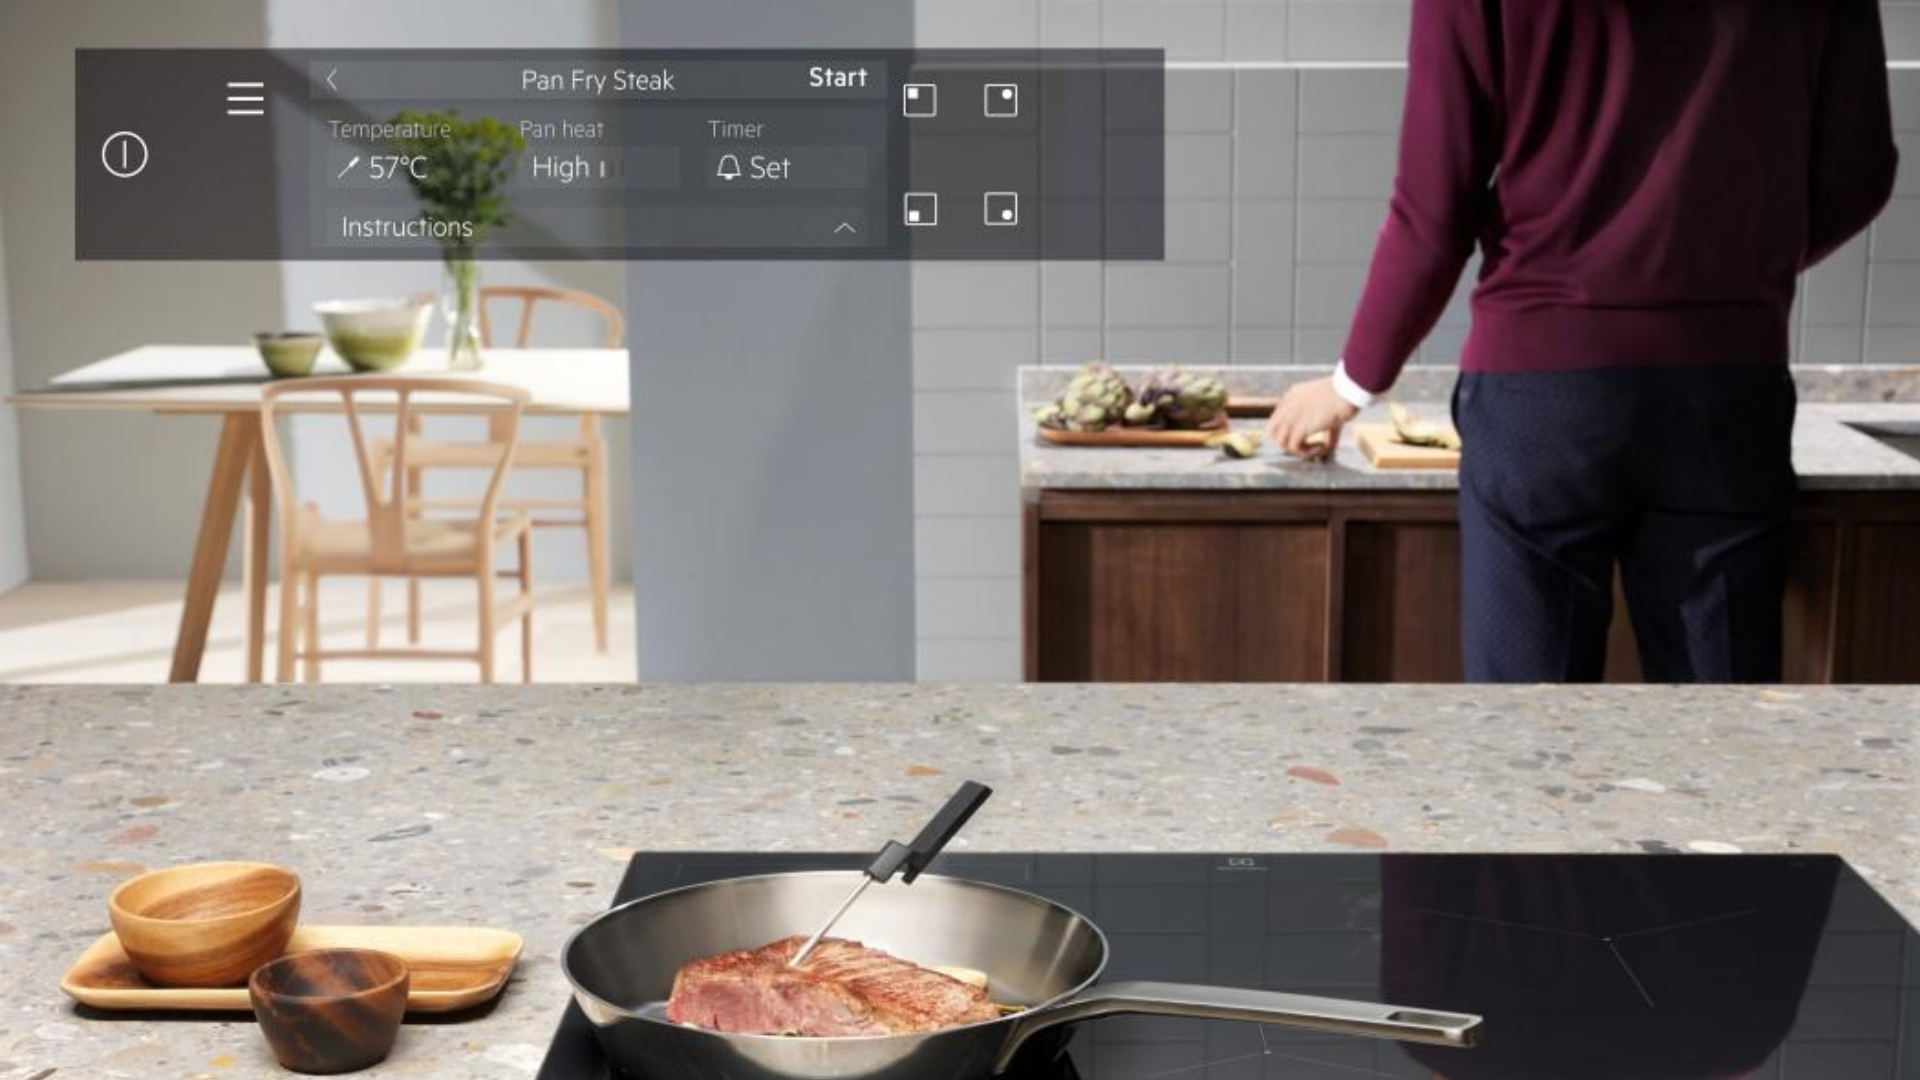 Pan Fry Steak Start
Temperature Pan heat Timer
57°C High Set
Instructions